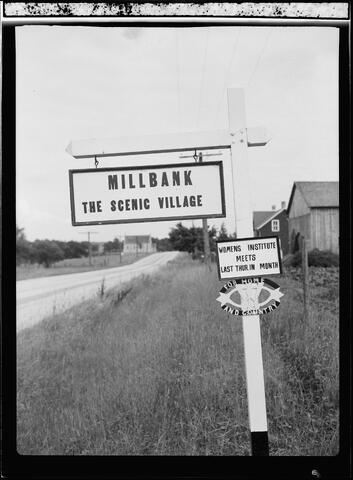 MILLBANK
THE SCENIC VILLAGE
WOMENS INSTITUTE
MEETS
LAST THUR. IN MONTH
FOR HOME
AND COUNTRY